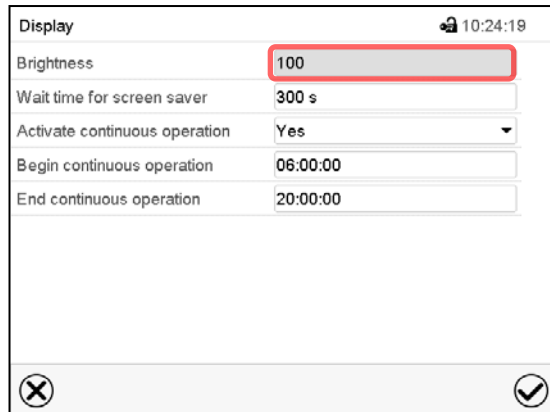 Display 10:24:19
Brightness 100
Wait time for screen saver 300 s
Activate continuous operation Yes
Begin continuous operation 06:00:00
End continuous operation 20:00:00